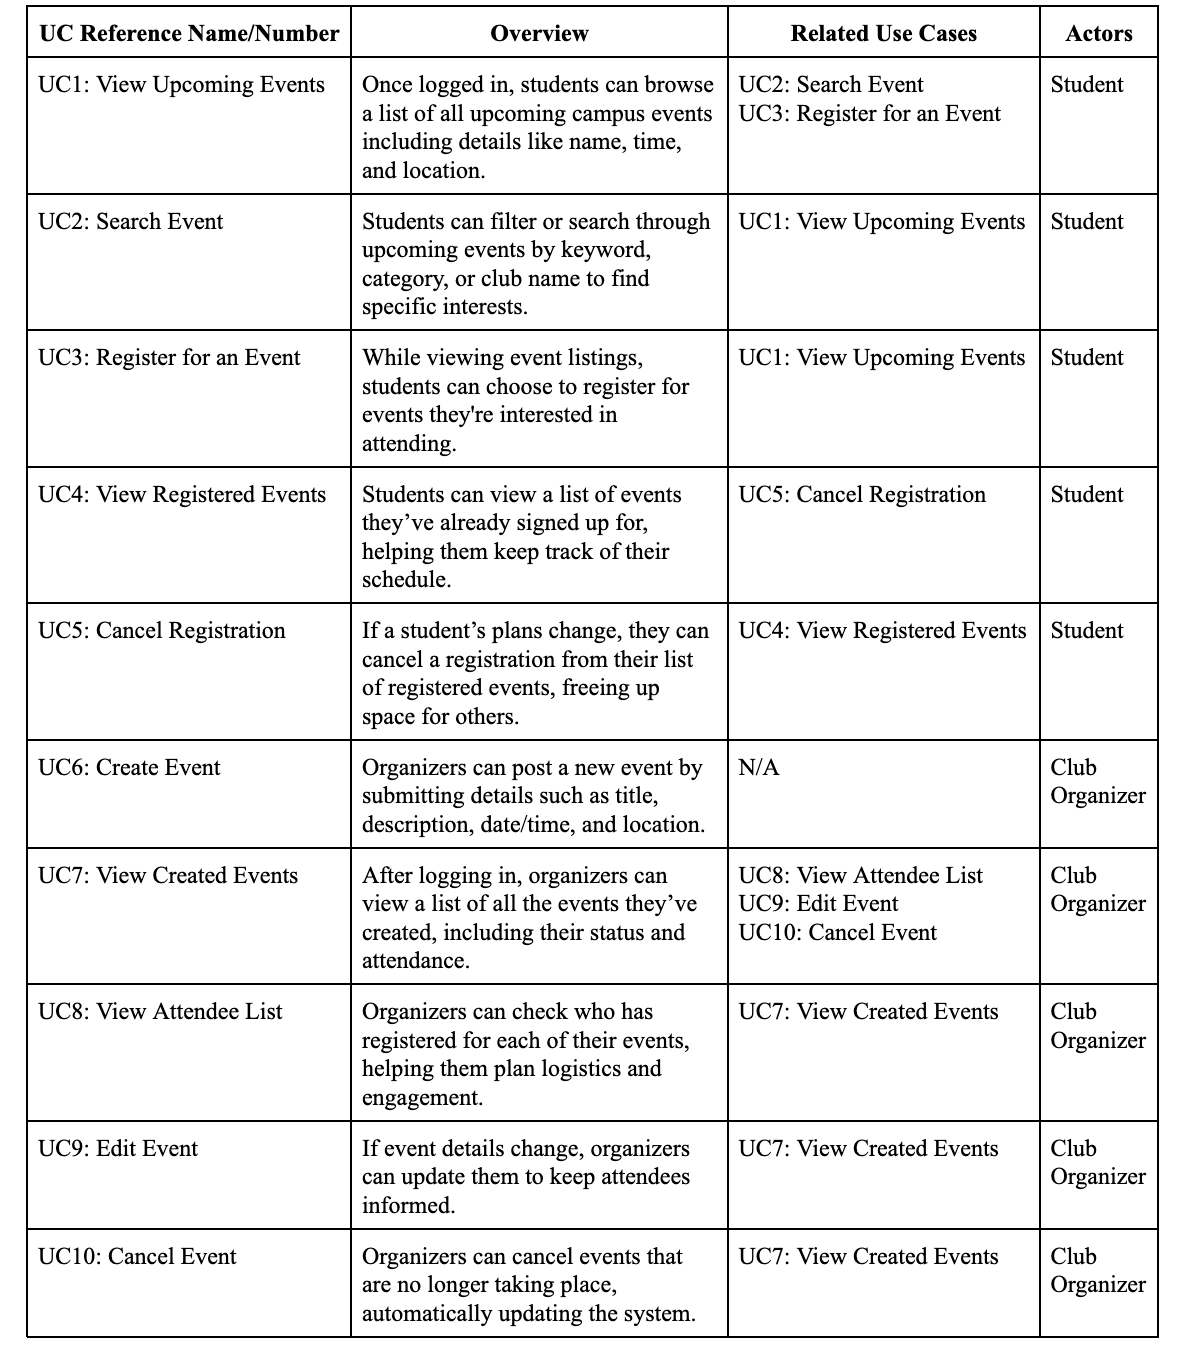 UC Reference Name/Number Overview Related Use Cases Actors
UC1: View Upcoming Events Once logged in, students can browse UC2: Search Event Student
a list of all upcoming campus events UC3: Register for an Event
including details like name, time,
and location.
UC2: Search Event Students can filter or search through UC1: View Upcoming Events Student
upcoming events by keyword,
category, or club name to find
specific interests.
UC3: Register for an Event While viewing event listings, UC1: View Upcoming Events Student
students can choose to register for
events they're interested in
attending.
UC4: View Registered Events Students can view a list of events UC5: Cancel Registration Student
they’ve already signed up for,
helping them keep track of their
schedule.
UC5: Cancel Registration If a student’s plans change, they can UC4: View Registered Events Student
cancel a registration from their list
of registered events, freeing up
space for others.
UC6: Create Event Organizers can post a new event by N/A Club
submitting details such as title, Organizer
description, date/time, and location.
UC7: View Created Events After logging in, organizers can UC8: View Attendee List Club
view a list of all the events they’ve UC9: Edit Event Organizer
created, including their status and UC10: Cancel Event
attendance.
UC8: View Attendee List Organizers can check who has UC7: View Created Events Club
registered for each of their events, Organizer
helping them plan logistics and
engagement.
UC9: Edit Event If event details change, organizers UC7: View Created Events Club
can update them to keep attendees Organizer
informed.
UC10: Cancel Event Organizers can cancel events that UC7: View Created Events Club
are no longer taking place, Organizer
automatically updating the system.